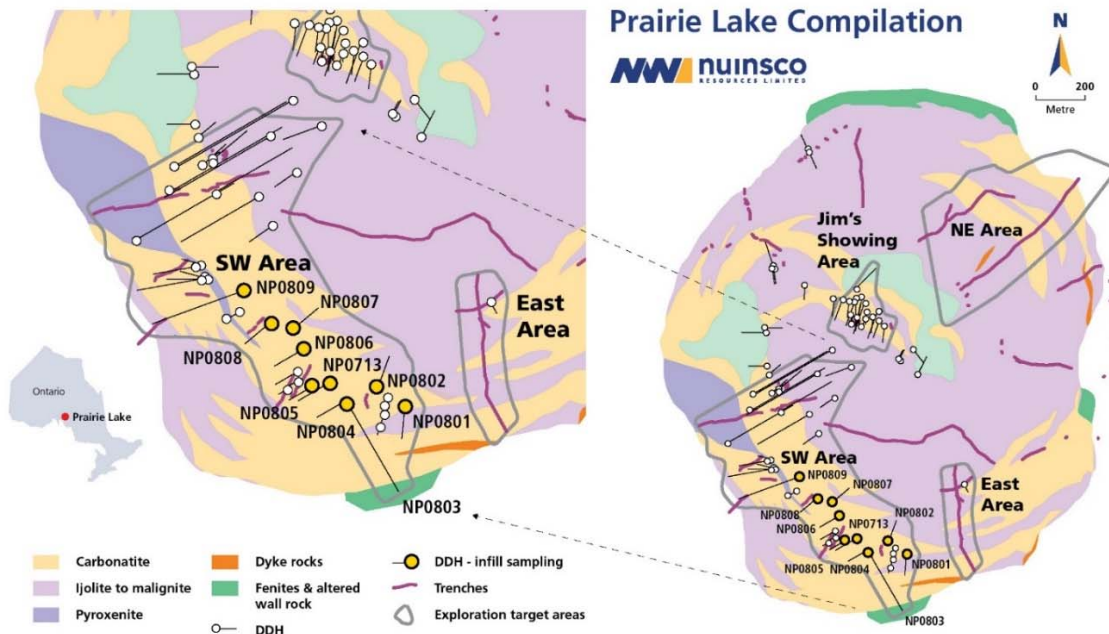 Prairie Lake Compilation
nuinsco
RESOURCES LIMITED
N
0 200
Metre
SW Area
NP0809
NP0807
NP0808
NP0806
NP0713
NP0802
NP0805
NP0804
NP0801
NP0803
East
Area
Ontario
Prairie Lake
Jim's
Showing
Area
NE Area
SW Area
NP0809
NP0807
NP0808
NP0806
NP0713
NP0802
NP0805
NP0804
NP0801
NP0803
East
Area
Carbonatite
Ijolite to malignite
Pyroxenite
Dyke rocks
Fenites & altered
wall rock
DDH
DDH - infill sampling
Trenches
Exploration target areas